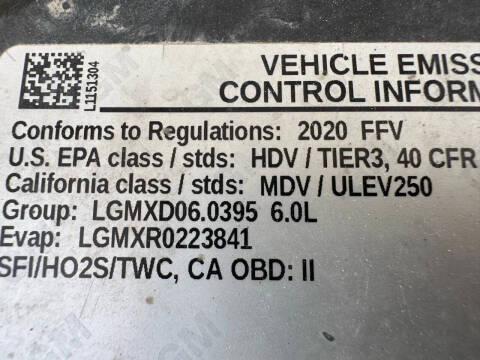 L1151304
VEHICLE EMISS
CONTROL INFORM
Conforms to Regulations: 2020 FFV
U.S. EPA class / stds: HDV / TIER3, 40 CFR
California class / stds: MDV / ULEV250
Group: LGMXD06.0395 6.0L
Evap: LGMXR0223841
SFI/HO2S/TWC, CA OBD: II